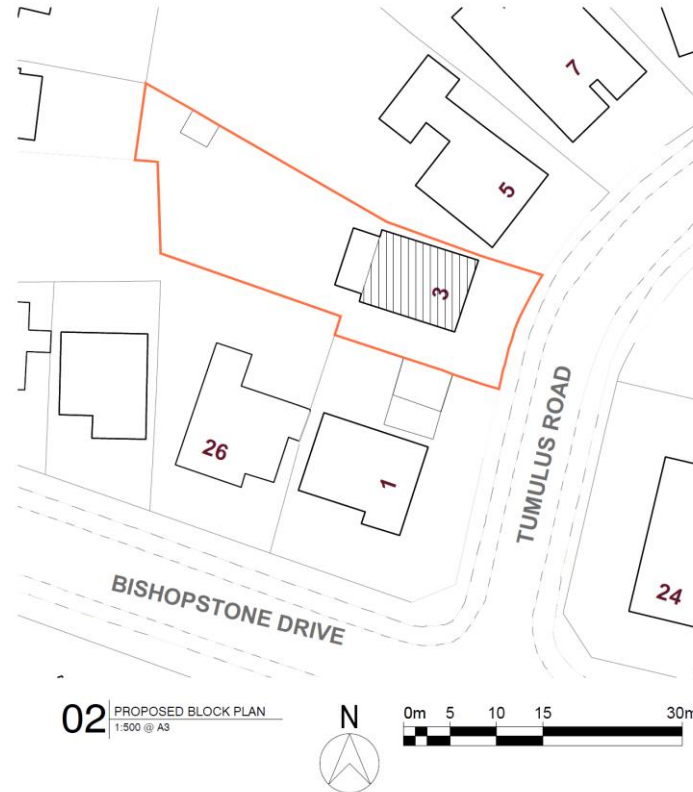 7
5
3
26
1
TUMULUS ROAD
24
BISHOPSTONE DRIVE
02 PROPOSED BLOCK PLAN
1:500 @ A3
N
0m 5 10 15 30m